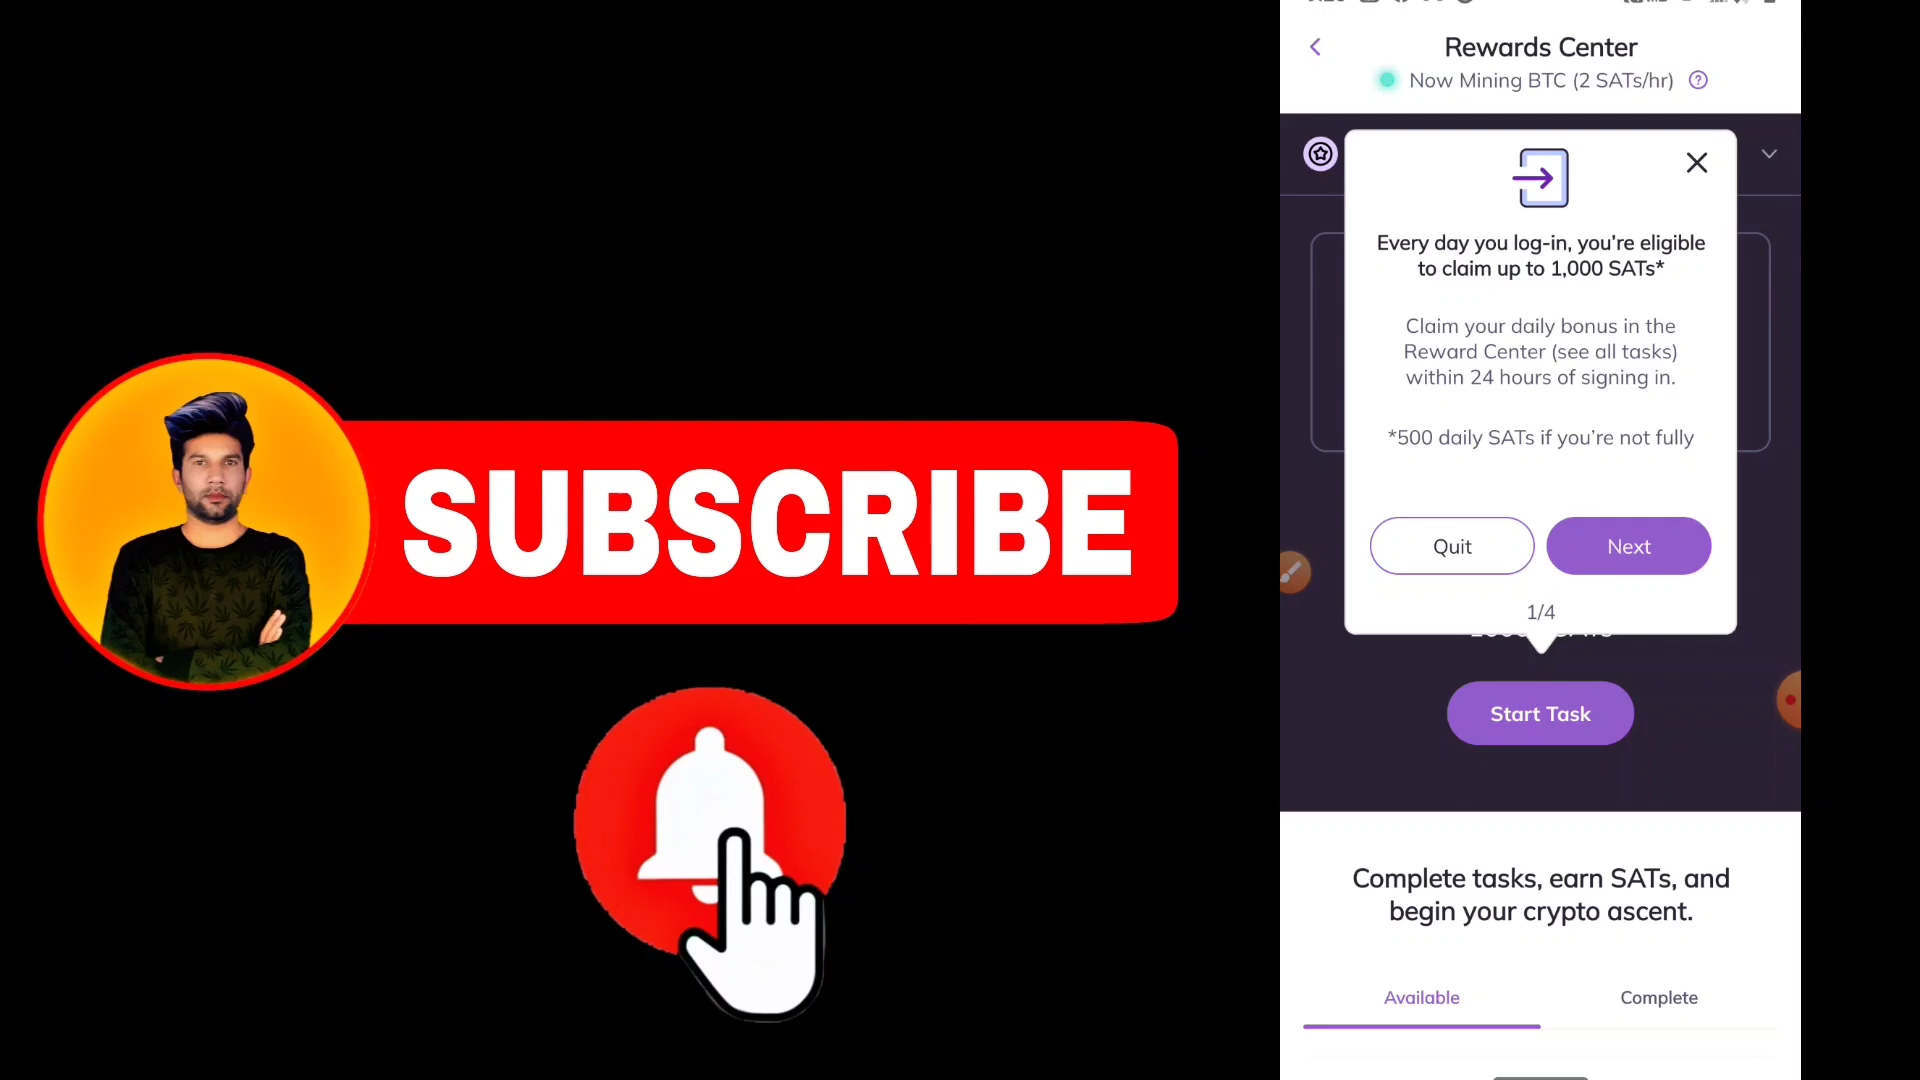 SUBSCRIBE
Rewards Center
Now Mining BTC (2 SATs/hr) ?
Every day you log-in, you're eligible
to claim up to 1,000 SATs*
Claim your daily bonus in the
Reward Center (see all tasks)
within 24 hours of signing in.
*500 daily SATs if you're not fully
Quit
Next
1/4
Start Task
Complete tasks, earn SATs, and
begin your crypto ascent.
Available
Complete